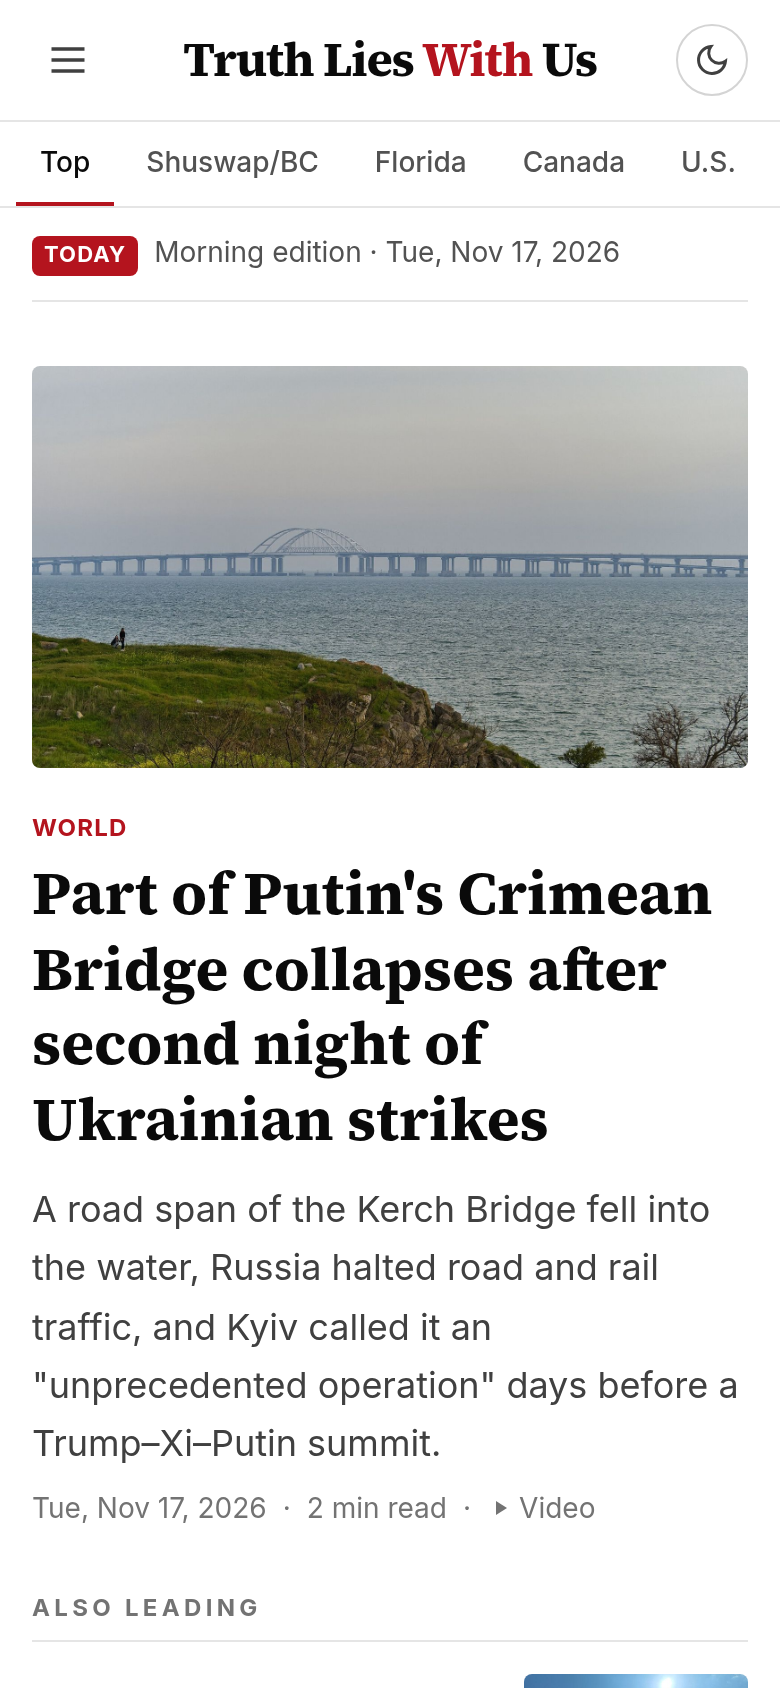 Truth Lies With Us
Top Shuswap/BC Florida Canada U.S.
TODAY Morning edition · Tue, Nov 17, 2026
WORLD
Part of Putin's Crimean
Bridge collapses after
second night of
Ukrainian strikes
A road span of the Kerch Bridge fell into
the water, Russia halted road and rail
traffic, and Kyiv called it an
"unprecedented operation" days before a
Trump–Xi–Putin summit.
Tue, Nov 17, 2026 · 2 min read · Video
ALSO LEADING